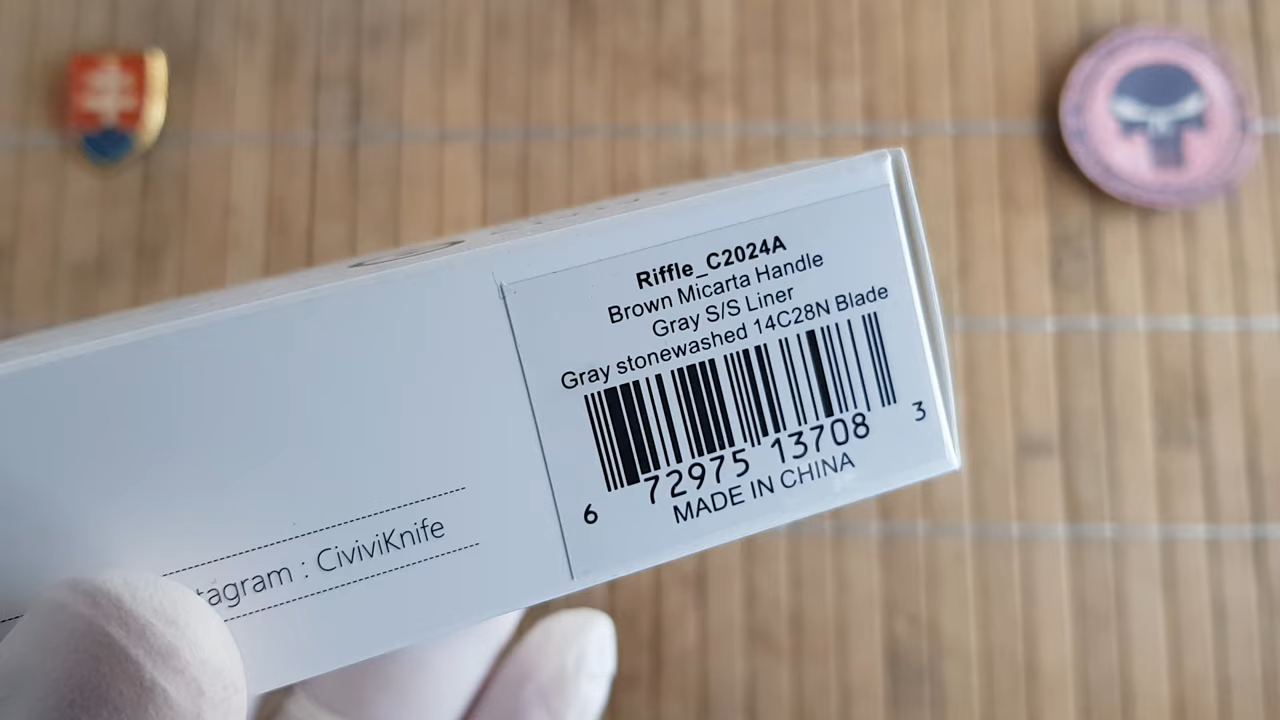 Riffle_C2024A
Brown Micarta Handle
Gray S/S Liner
Gray stonewashed 14C28N Blade
6 72975 13708 3
MADE IN CHINA
tagram : CiviviKnife